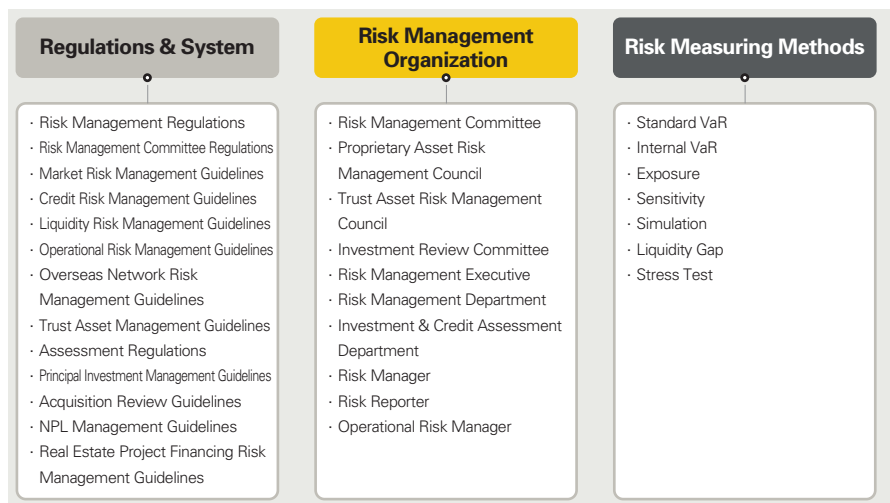 Regulations & System
· Risk Management Regulations
· Risk Management Committee Regulations
· Market Risk Management Guidelines
· Credit Risk Management Guidelines
· Liquidity Risk Management Guidelines
· Operational Risk Management Guidelines
· Overseas Network Risk
Management Guidelines
· Trust Asset Management Guidelines
· Assessment Regulations
· Principal Investment Management Guidelines
· Acquisition Review Guidelines
· NPL Management Guidelines
· Real Estate Project Financing Risk
Management Guidelines
Risk Management
Organization
· Risk Management Committee
· Proprietary Asset Risk
Management Council
· Trust Asset Risk Management
Council
· Investment Review Committee
· Risk Management Executive
· Risk Management Department
· Investment & Credit Assessment
Department
· Risk Manager
· Risk Reporter
· Operational Risk Manager
Risk Measuring Methods
· Standard VaR
· Internal VaR
· Exposure
· Sensitivity
· Simulation
· Liquidity Gap
· Stress Test